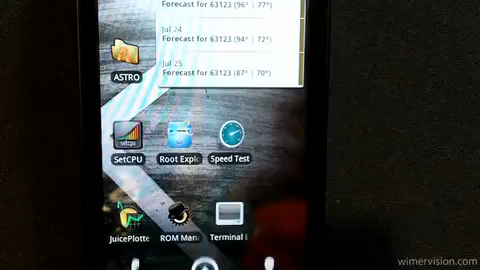 Forecast for 63123 (96° | 77°)
Jul 24
Forecast for 63123 (94° | 72°)
Jul 25
Forecast for 63123 (87° | 70°)
ASTRO
setcpu
SetCPU
Root Explo
Speed Test
JuicePlotte
ROM Mana
Terminal E
wimervision.com